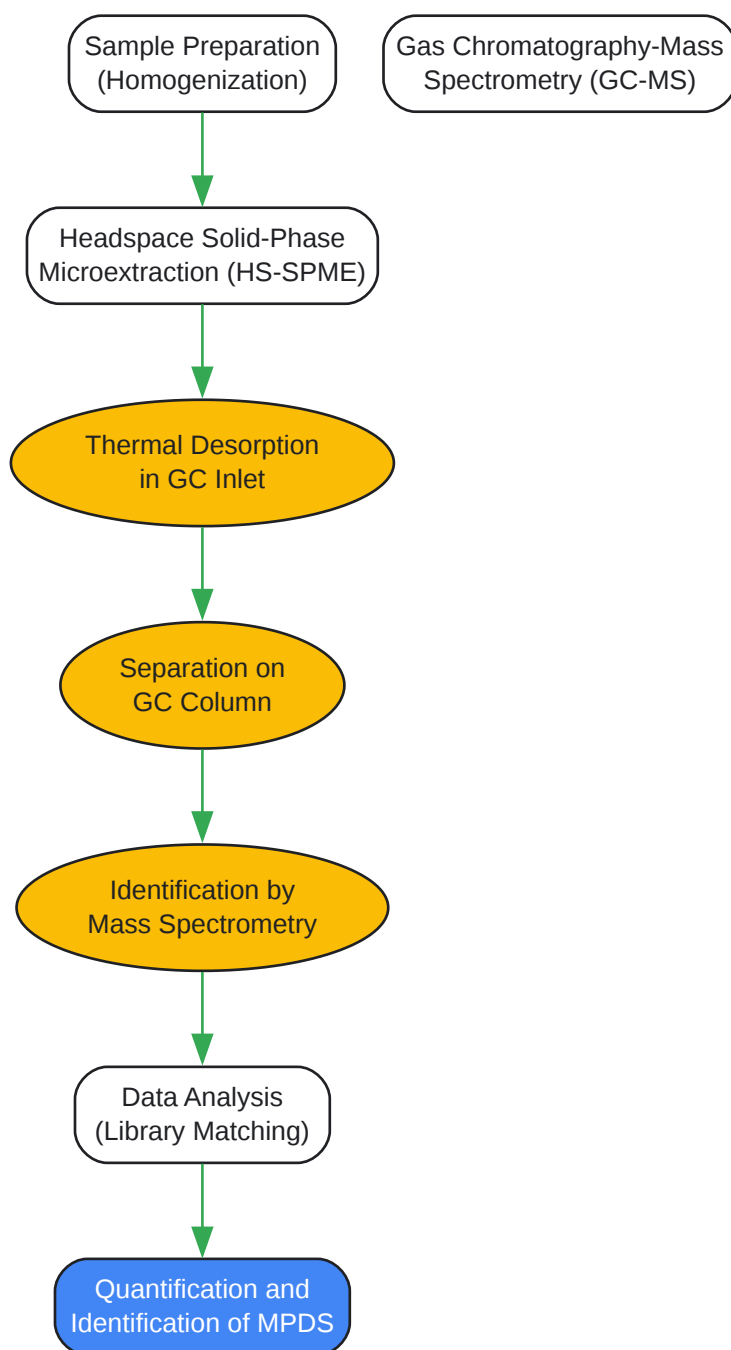 Sample Preparation
(Homogenization)
Gas Chromatography-Mass
Spectrometry (GC-MS)
Headspace Solid-Phase
Microextraction (HS-SPME)
Thermal Desorption
in GC Inlet
Separation on
GC Column
Identification by
Mass Spectrometry
Data Analysis
(Library Matching)
Quantification and
Identification of MPDS